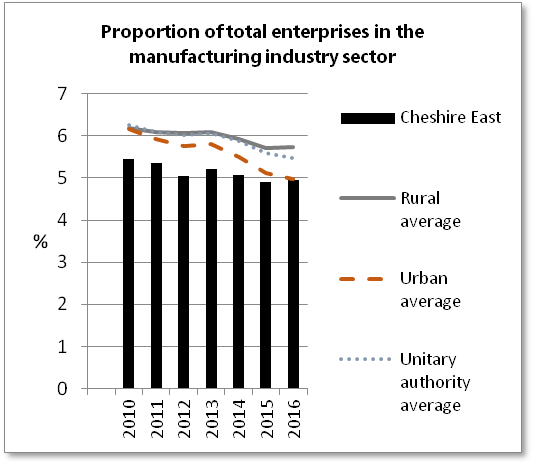 Proportion of total enterprises in the
manufacturing industry sector
7
6
5
4
3
2
1
0
%
2010
2011
2012
2013
2014
2015
2016
Cheshire East
Rural
average
Urban
average
Unitary
authority
average